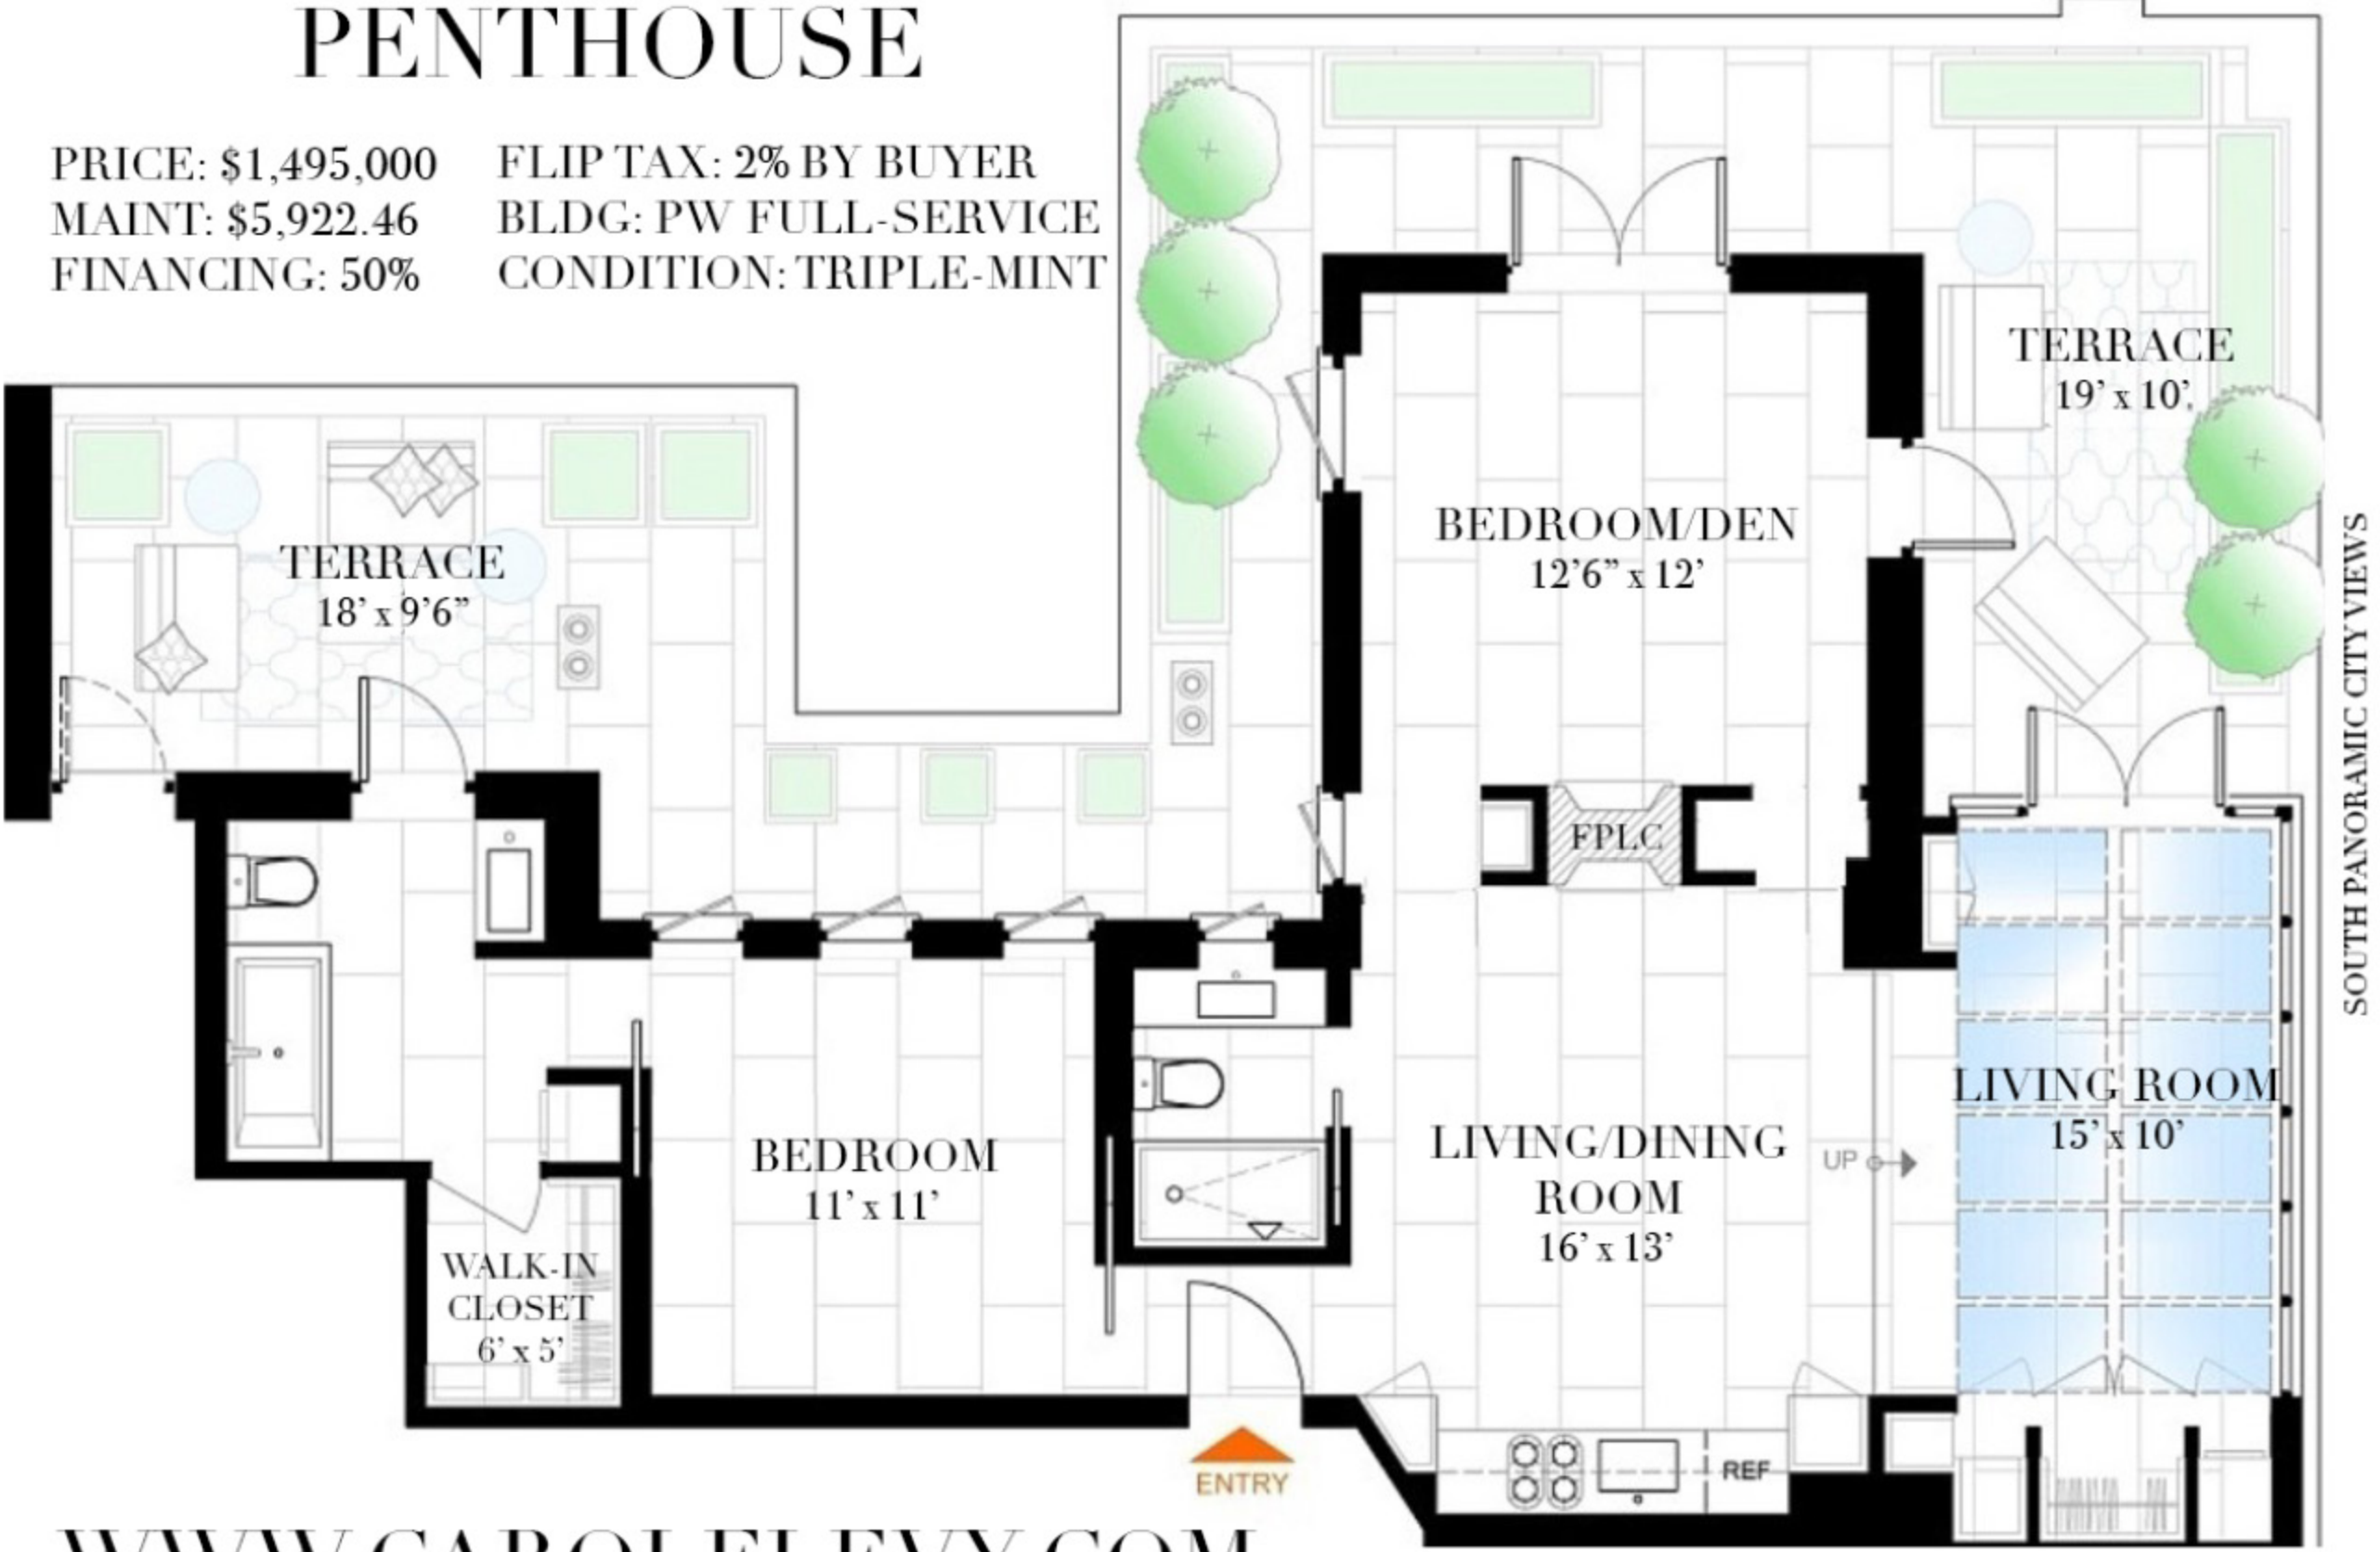 PENTHOUSE
PRICE: $1,495,000
MAINT: $5,922.46
FINANCING: 50%
FLIP TAX: 2% BY BUYER
BLDG: PW FULL-SERVICE
CONDITION: TRIPLE-MINT
TERRACE
19’ x 10’
BEDROOM/DEN
12’6” x 12’
TERRACE
18’ x 9’6”
SOUTH PANORAMIC CITY VIEWS
FPLC
LIVING ROOM
15’ x 10’
BEDROOM
11’ x 11’
LIVING/DINING
ROOM
16’ x 13’
UP
WALK-IN
CLOSET
6’ x 5’
REF
ENTRY
WWW.CAROLELEVY.COM